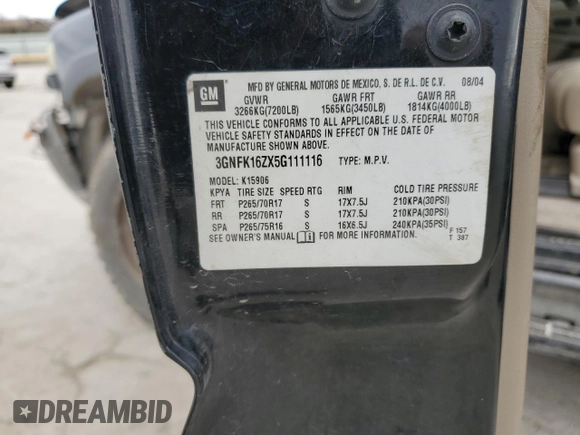 GM
MFD BY GENERAL MOTORS DE MEXICO, S. DE R.L. DE C.V. 08/04
GVWR GAWR FRT GAWR RR
3266KG(7200LB) 1565KG(3450LB) 1814KG(4000LB)
THIS VEHICLE CONFORMS TO ALL APPLICABLE U.S. FEDERAL MOTOR
VEHICLE SAFETY STANDARDS IN EFFECT ON THE DATE OF
MANUFACTURE SHOWN ABOVE.
3GNFK16ZX5G111116 TYPE: M.P.V.
MODEL: K15906
KPYA TIRE SIZE SPEED RTG RIM COLD TIRE PRESSURE
FRT P265/70R17 S 17X7.5J 210KPA(30PSI)
RR P265/70R17 S 17X7.5J 210KPA(30PSI)
SPA P265/75R16 S 16X6.5J 240KPA(35PSI)
SEE OWNER'S MANUAL FOR MORE INFORMATION. F 157
T 387
DREAMBID